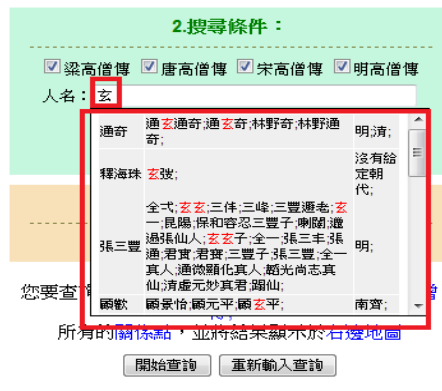 2.搜尋條件：
梁高僧傳 唐高僧傳 宋高僧傳 明高僧傳
人名：玄
通奇 通玄通奇;通玄奇;林野奇;林野通奇; 明;清;
釋海珠 玄弢; 沒有給定朝代;
張三豐 全弌;玄玄;三仹;三峰;三豐遯老;玄一;昆陽;保和容忍三豐子;喇闥;邋遢張仙人;玄玄子;全一;張三丰;張通;君實;君寶;三豐子;張三豐;全一真人;通微顯化真人;韜光尚志真仙;清虛元妙真君;蹋仙; 明;
顧歡 顧景怡;顧元平;顧玄平; 南齊;
您要查
所有的關係點，並將結果顯示於右邊地圖
開始查詢 重新輸入查詢